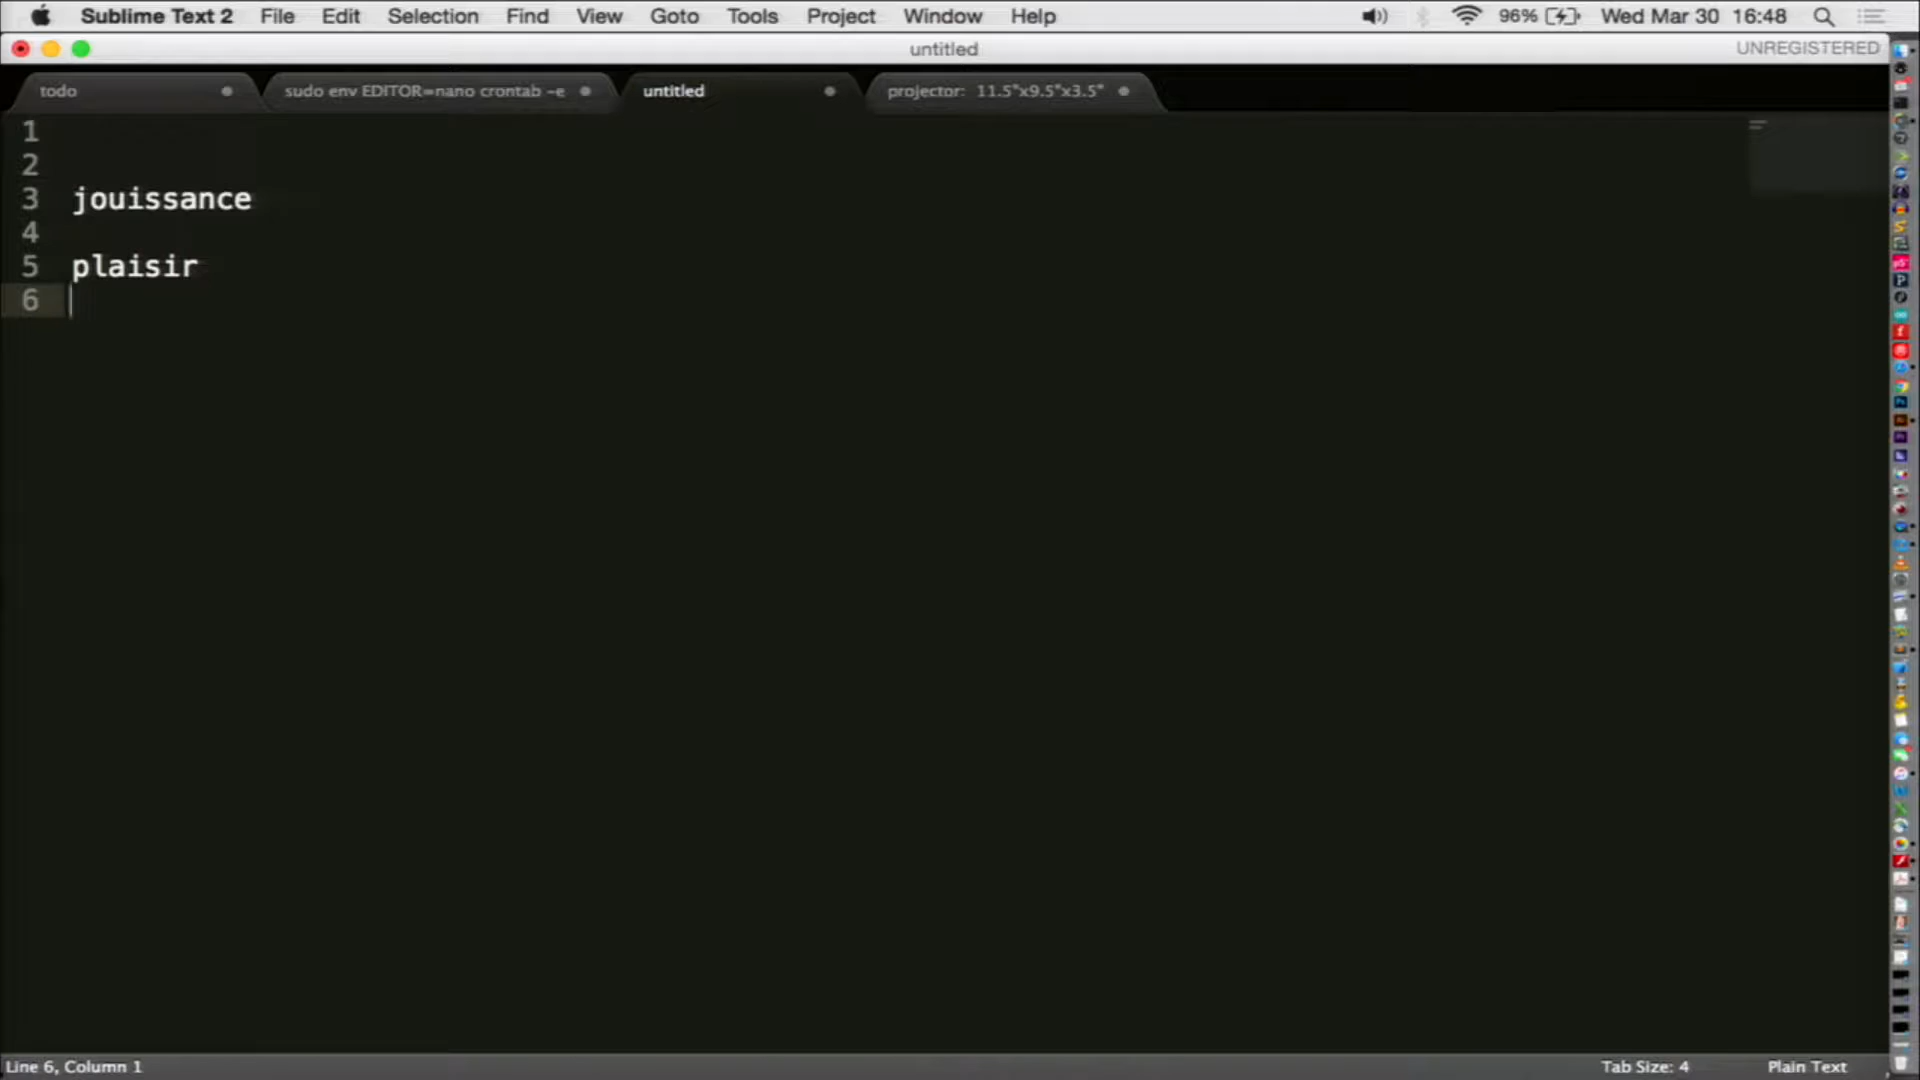 Sublime Text 2 File Edit Selection Find View Goto Tools Project Window Help 96% Wed Mar 30 16:48
untitled UNREGISTERED
todo sudo env EDITOR=nano crontab -e untitled projector: 11.5"x9.5"x3.5"
1
2
3 jouissance
4
5 plaisir
6
Line 6, Column 1 Tab Size: 4 Plain Text